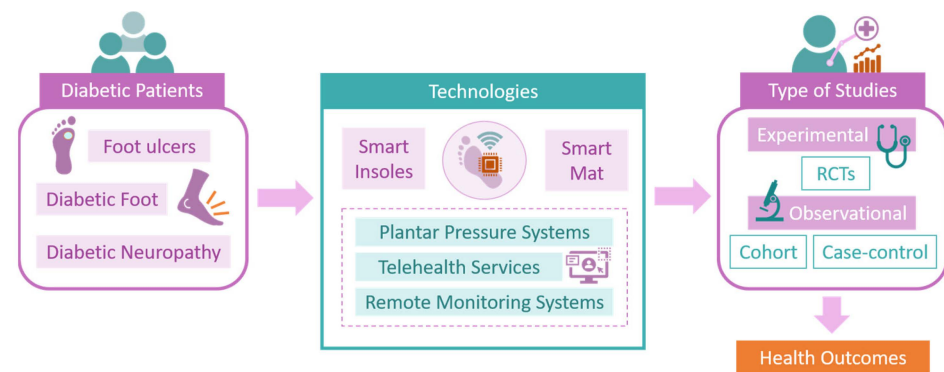 Diabetic Patients
Foot ulcers
Diabetic Foot
Diabetic Neuropathy
Technologies
Smart
Insoles
Smart
Mat
Plantar Pressure Systems
Telehealth Services
Remote Monitoring Systems
Type of Studies
Experimental
RCTs
Observational
Cohort
Case-control
Health Outcomes